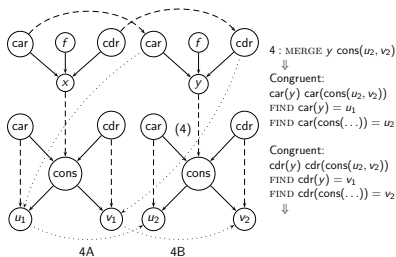 car f cdr car f cdr
x y
car cdr car (4) cdr
cons cons
u₁ v₁ u₂ v₂
4A 4B
4 : MERGE y cons(u₂, v₂)
⇓
Congruent:
car(y) car(cons(u₂, v₂))
FIND car(y) = u₁
FIND car(cons(...)) = u₂
Congruent:
cdr(y) cdr(cons(u₂, v₂))
FIND cdr(y) = v₁
FIND cdr(cons(...)) = v₂
⇓